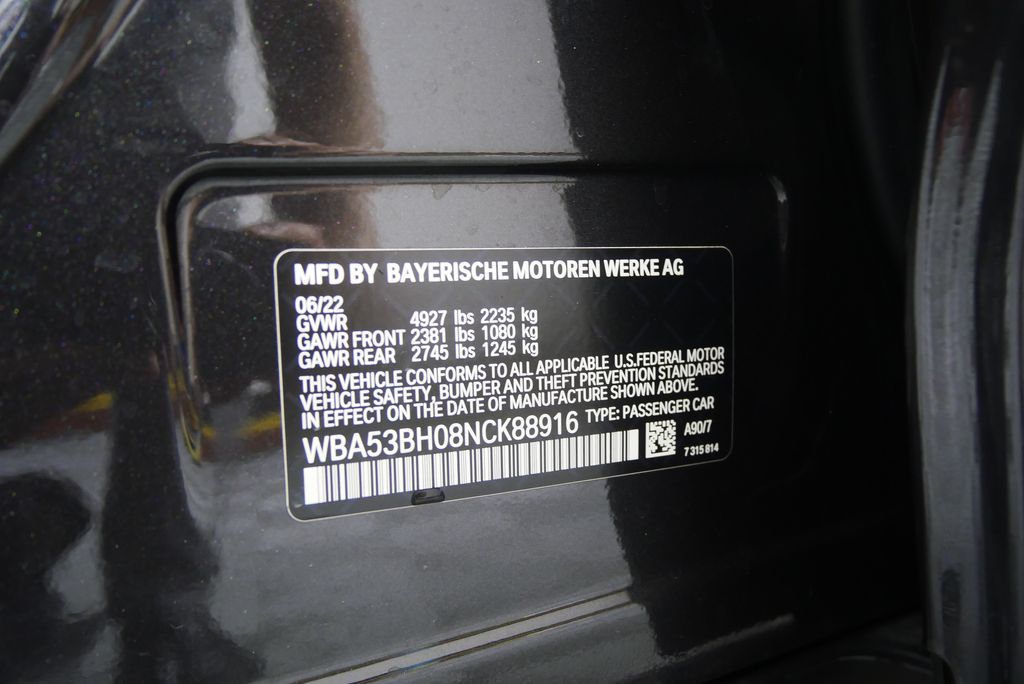 MFD BY BAYERISCHE MOTOREN WERKE AG
06/22
GVWR 4927 lbs 2235 kg
GAWR FRONT 2381 lbs 1080 kg
GAWR REAR 2745 lbs 1245 kg
THIS VEHICLE CONFORMS TO ALL APPLICABLE U.S.FEDERAL MOTOR
VEHICLE SAFETY, BUMPER AND THEFT PREVENTION STANDARDS
IN EFFECT ON THE DATE OF MANUFACTURE SHOWN ABOVE.
WBA53BH08NCK88916 TYPE: PASSENGER CAR
A90/7
7 315 814